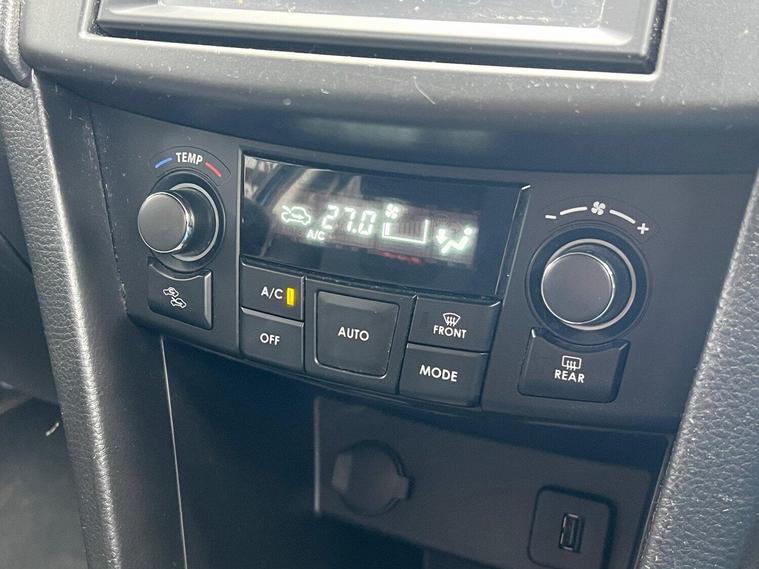 TEMP
- +
27.0
A/C
A/C
OFF
AUTO
FRONT
MODE
REAR